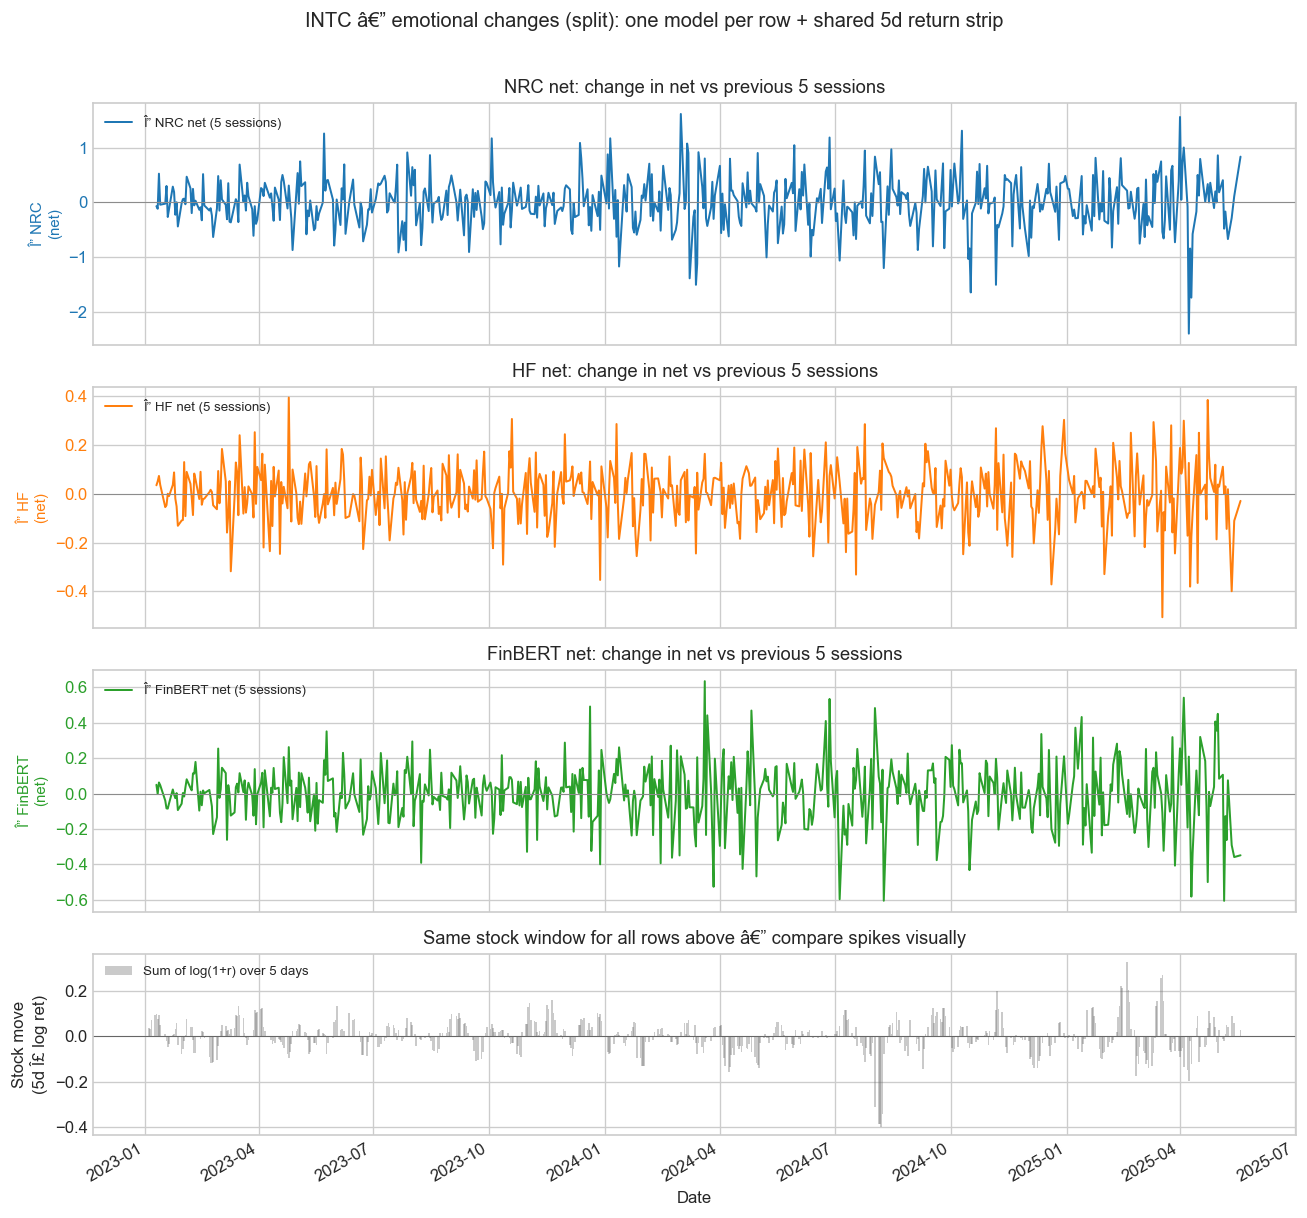 INTC â€” emotional changes (split): one model per row + shared 5d return strip
NRC net: change in net vs previous 5 sessions
Î” NRC net (5 sessions)
Î” NRC
(net)
1
0
−1
−2
HF net: change in net vs previous 5 sessions
Î” HF net (5 sessions)
Î” HF
(net)
0.4
0.2
0.0
−0.2
−0.4
FinBERT net: change in net vs previous 5 sessions
Î” FinBERT net (5 sessions)
Î” FinBERT
(net)
0.6
0.4
0.2
0.0
−0.2
−0.4
−0.6
Same stock window for all rows above â€” compare spikes visually
Sum of log(1+r) over 5 days
Stock move
(5d Î£ log ret)
0.2
0.0
−0.2
−0.4
2023-01
2023-04
2023-07
2023-10
2024-01
2024-04
2024-07
2024-10
2025-01
2025-04
2025-07
Date